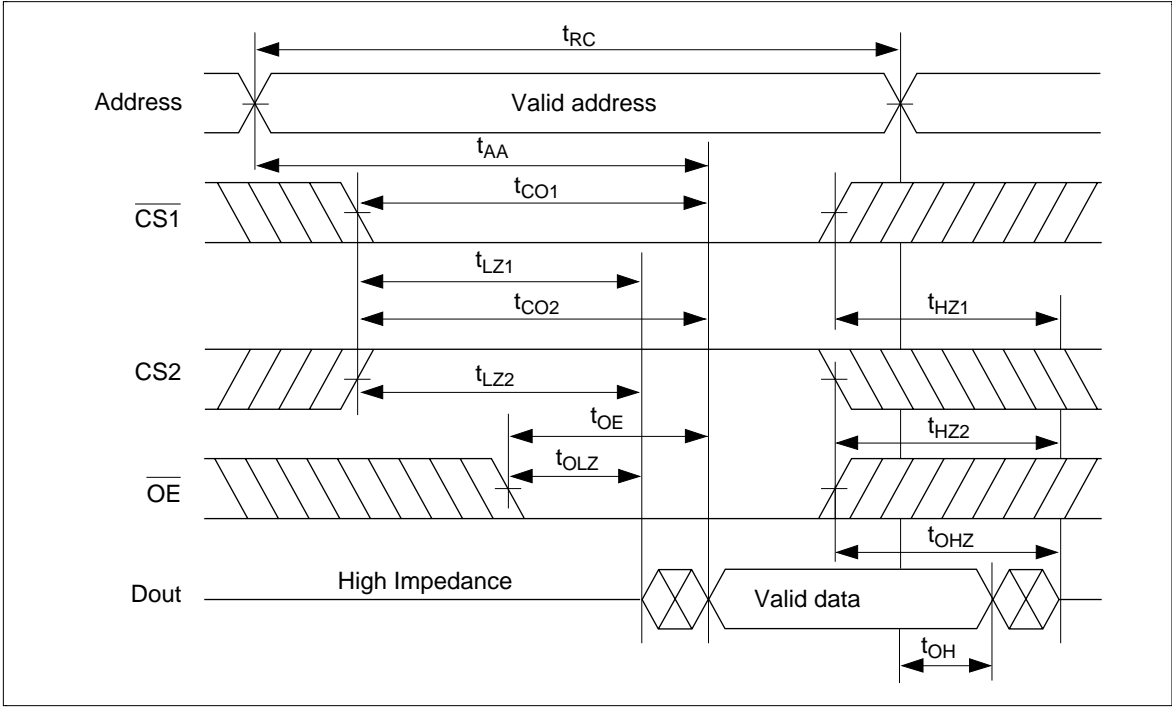 tRC
Address
Valid address
tAA
CS1
tCO1
tLZ1
tCO2
tHZ1
CS2
tLZ2
tOE
tHZ2
OE
tOLZ
tOHZ
Dout
High Impedance
Valid data
tOH